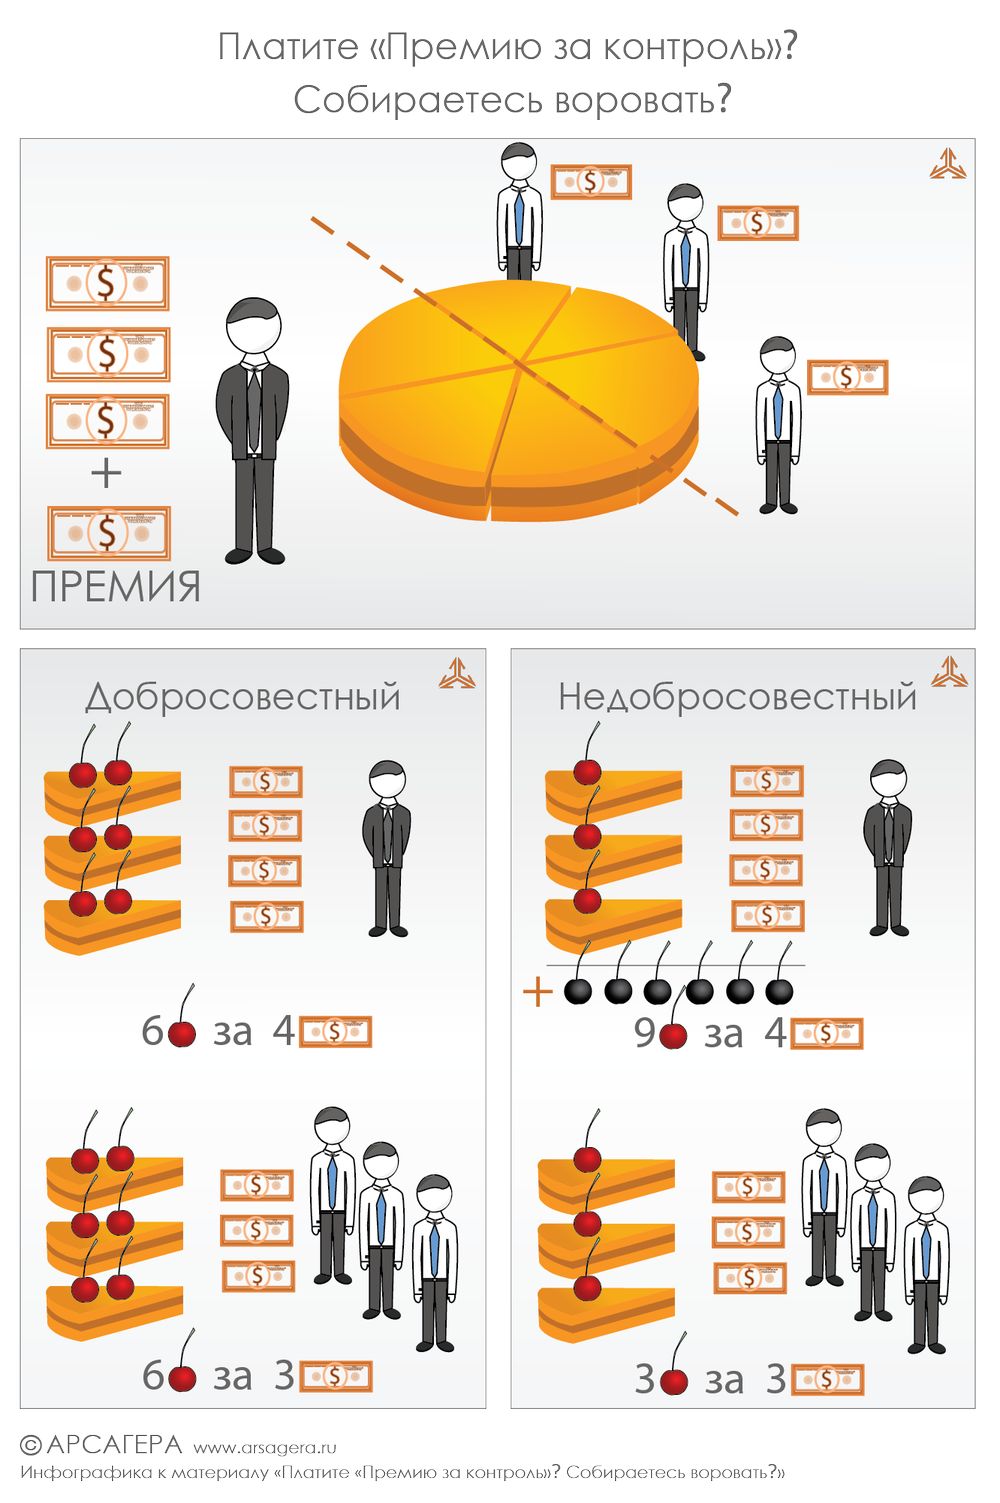 Платите «Премию за контроль»?
Собираетесь воровать?
$
$
$
$
$
$
+
$
ПРЕМИЯ
Добросовестный
$
$
$
$
6 за 4 $
$
$
$
6 за 3 $
Недобросовестный
$
$
$
$
+
9 за 4 $
$
$
$
3 за 3 $
© АРСАГЕРА www.arsagera.ru
Инфографика к материалу «Платите «Премию за контроль»? Собираетесь воровать?»